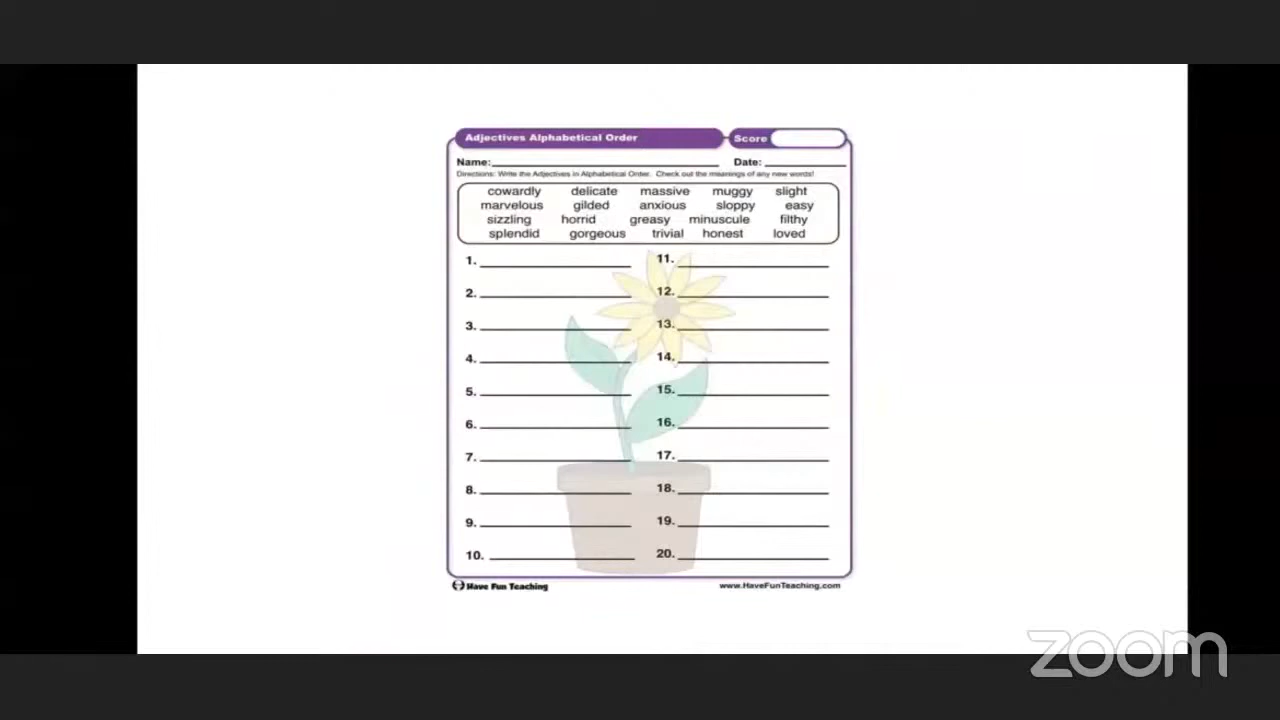 Adjectives Alphabetical Order Score
Name: Date:
Directions: Write the Adjectives in Alphabetical Order. Check out the meanings of any new words!
cowardly delicate massive muggy slight
marvelous gilded anxious sloppy easy
sizzling horrid greasy minuscule filthy
splendid gorgeous trivial honest loved
1. 11.
2. 12.
3. 13.
4. 14.
5. 15.
6. 16.
7. 17.
8. 18.
9. 19.
10. 20.
Have Fun Teaching www.HaveFunTeaching.com
zoom